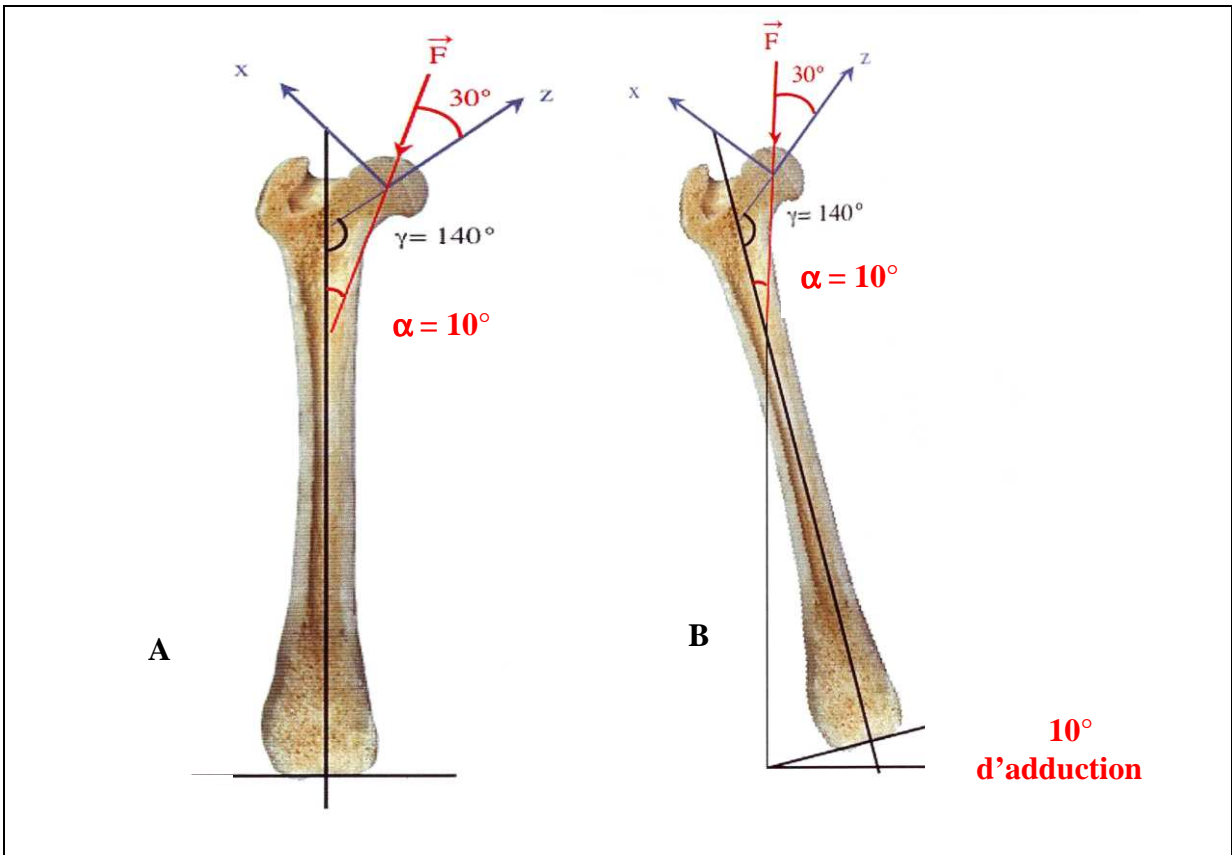 F
x
30°
z
γ= 140°
α = 10°
A
F
z
30°
x
γ= 140°
α = 10°
B
10°
d'adduction